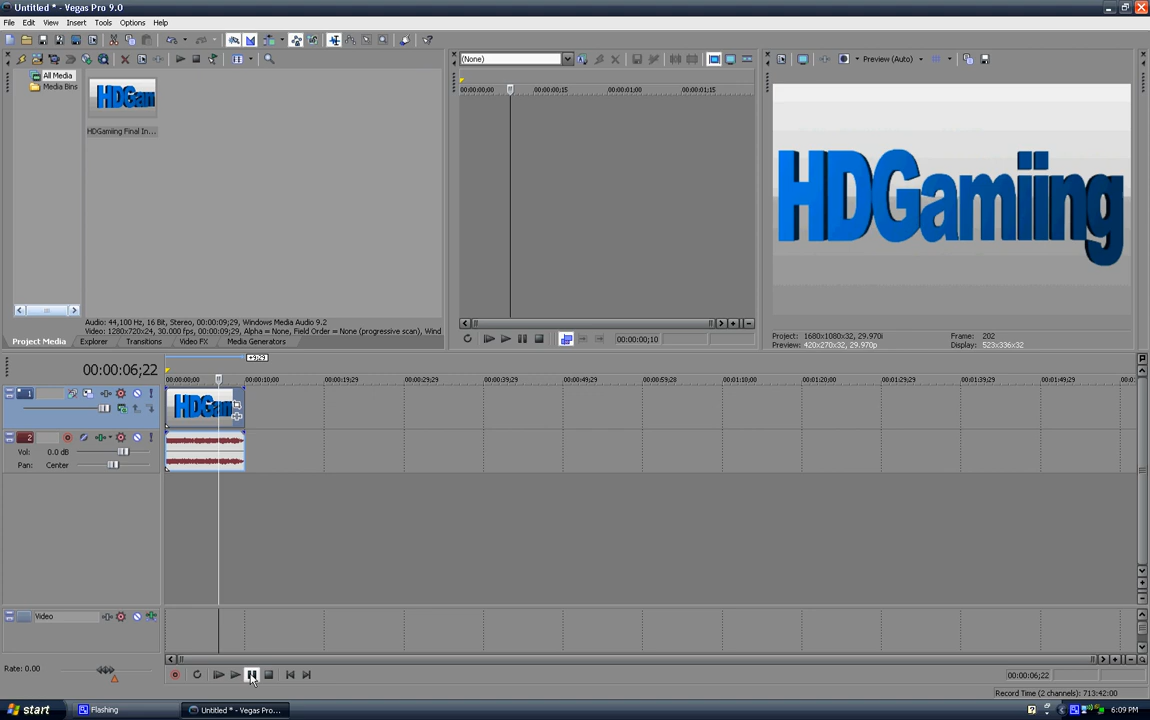 Untitled * - Vegas Pro 9.0
File Edit View Insert Tools Options Help
(None)
Preview (Auto)
All Media
Media Bins
HDGam
HDGamiing Final In...
00:00:00;00 00:00:00;15 00:00:01;00 00:00:01;15
HDGamiing
Audio: 44,100 Hz, 16 Bit, Stereo, 00:00:09;29, Windows Media Audio 9.2
Video: 1280x720x24, 30.000 fps, 00:00:09;29, Alpha = None, Field Order = None (progressive scan), Wind
Project Media Explorer Transitions Video FX Media Generators
00:00:00;10
Project: 1680x1080x32, 29.970i
Preview: 420x270x32, 29.970p
Frame: 202
Display: 523x336x32
+9;29
00:00:06;22
00:00:00;00 00:00:10;00 00:00:19;29 00:00:29;29 00:00:39;29 00:00:49;29 00:00:59;28 00:01:10;00 00:01:20;00 00:01:29;29 00:01:39;29 00:01:49;29 00:0
1
HDGam
2
Vol: 0.0 dB
Pan: Center
Video
Rate: 0.00
00:00:06;22
Record Time (2 channels): 713:42:00
start Flashing Untitled * - Vegas Pro... 6:09 PM